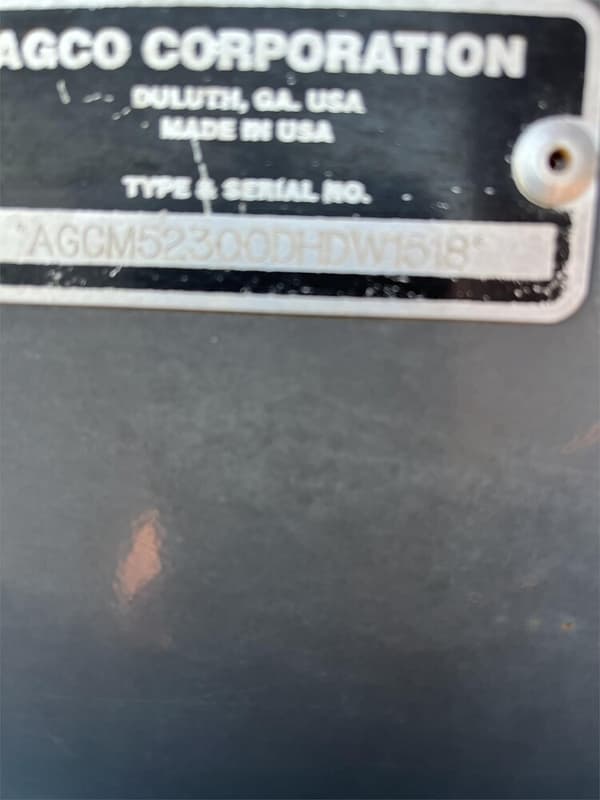 AGCO CORPORATION
DULUTH, GA. USA
MADE IN USA
TYPE & SERIAL NO.
*AGCM52300DHDW1518*